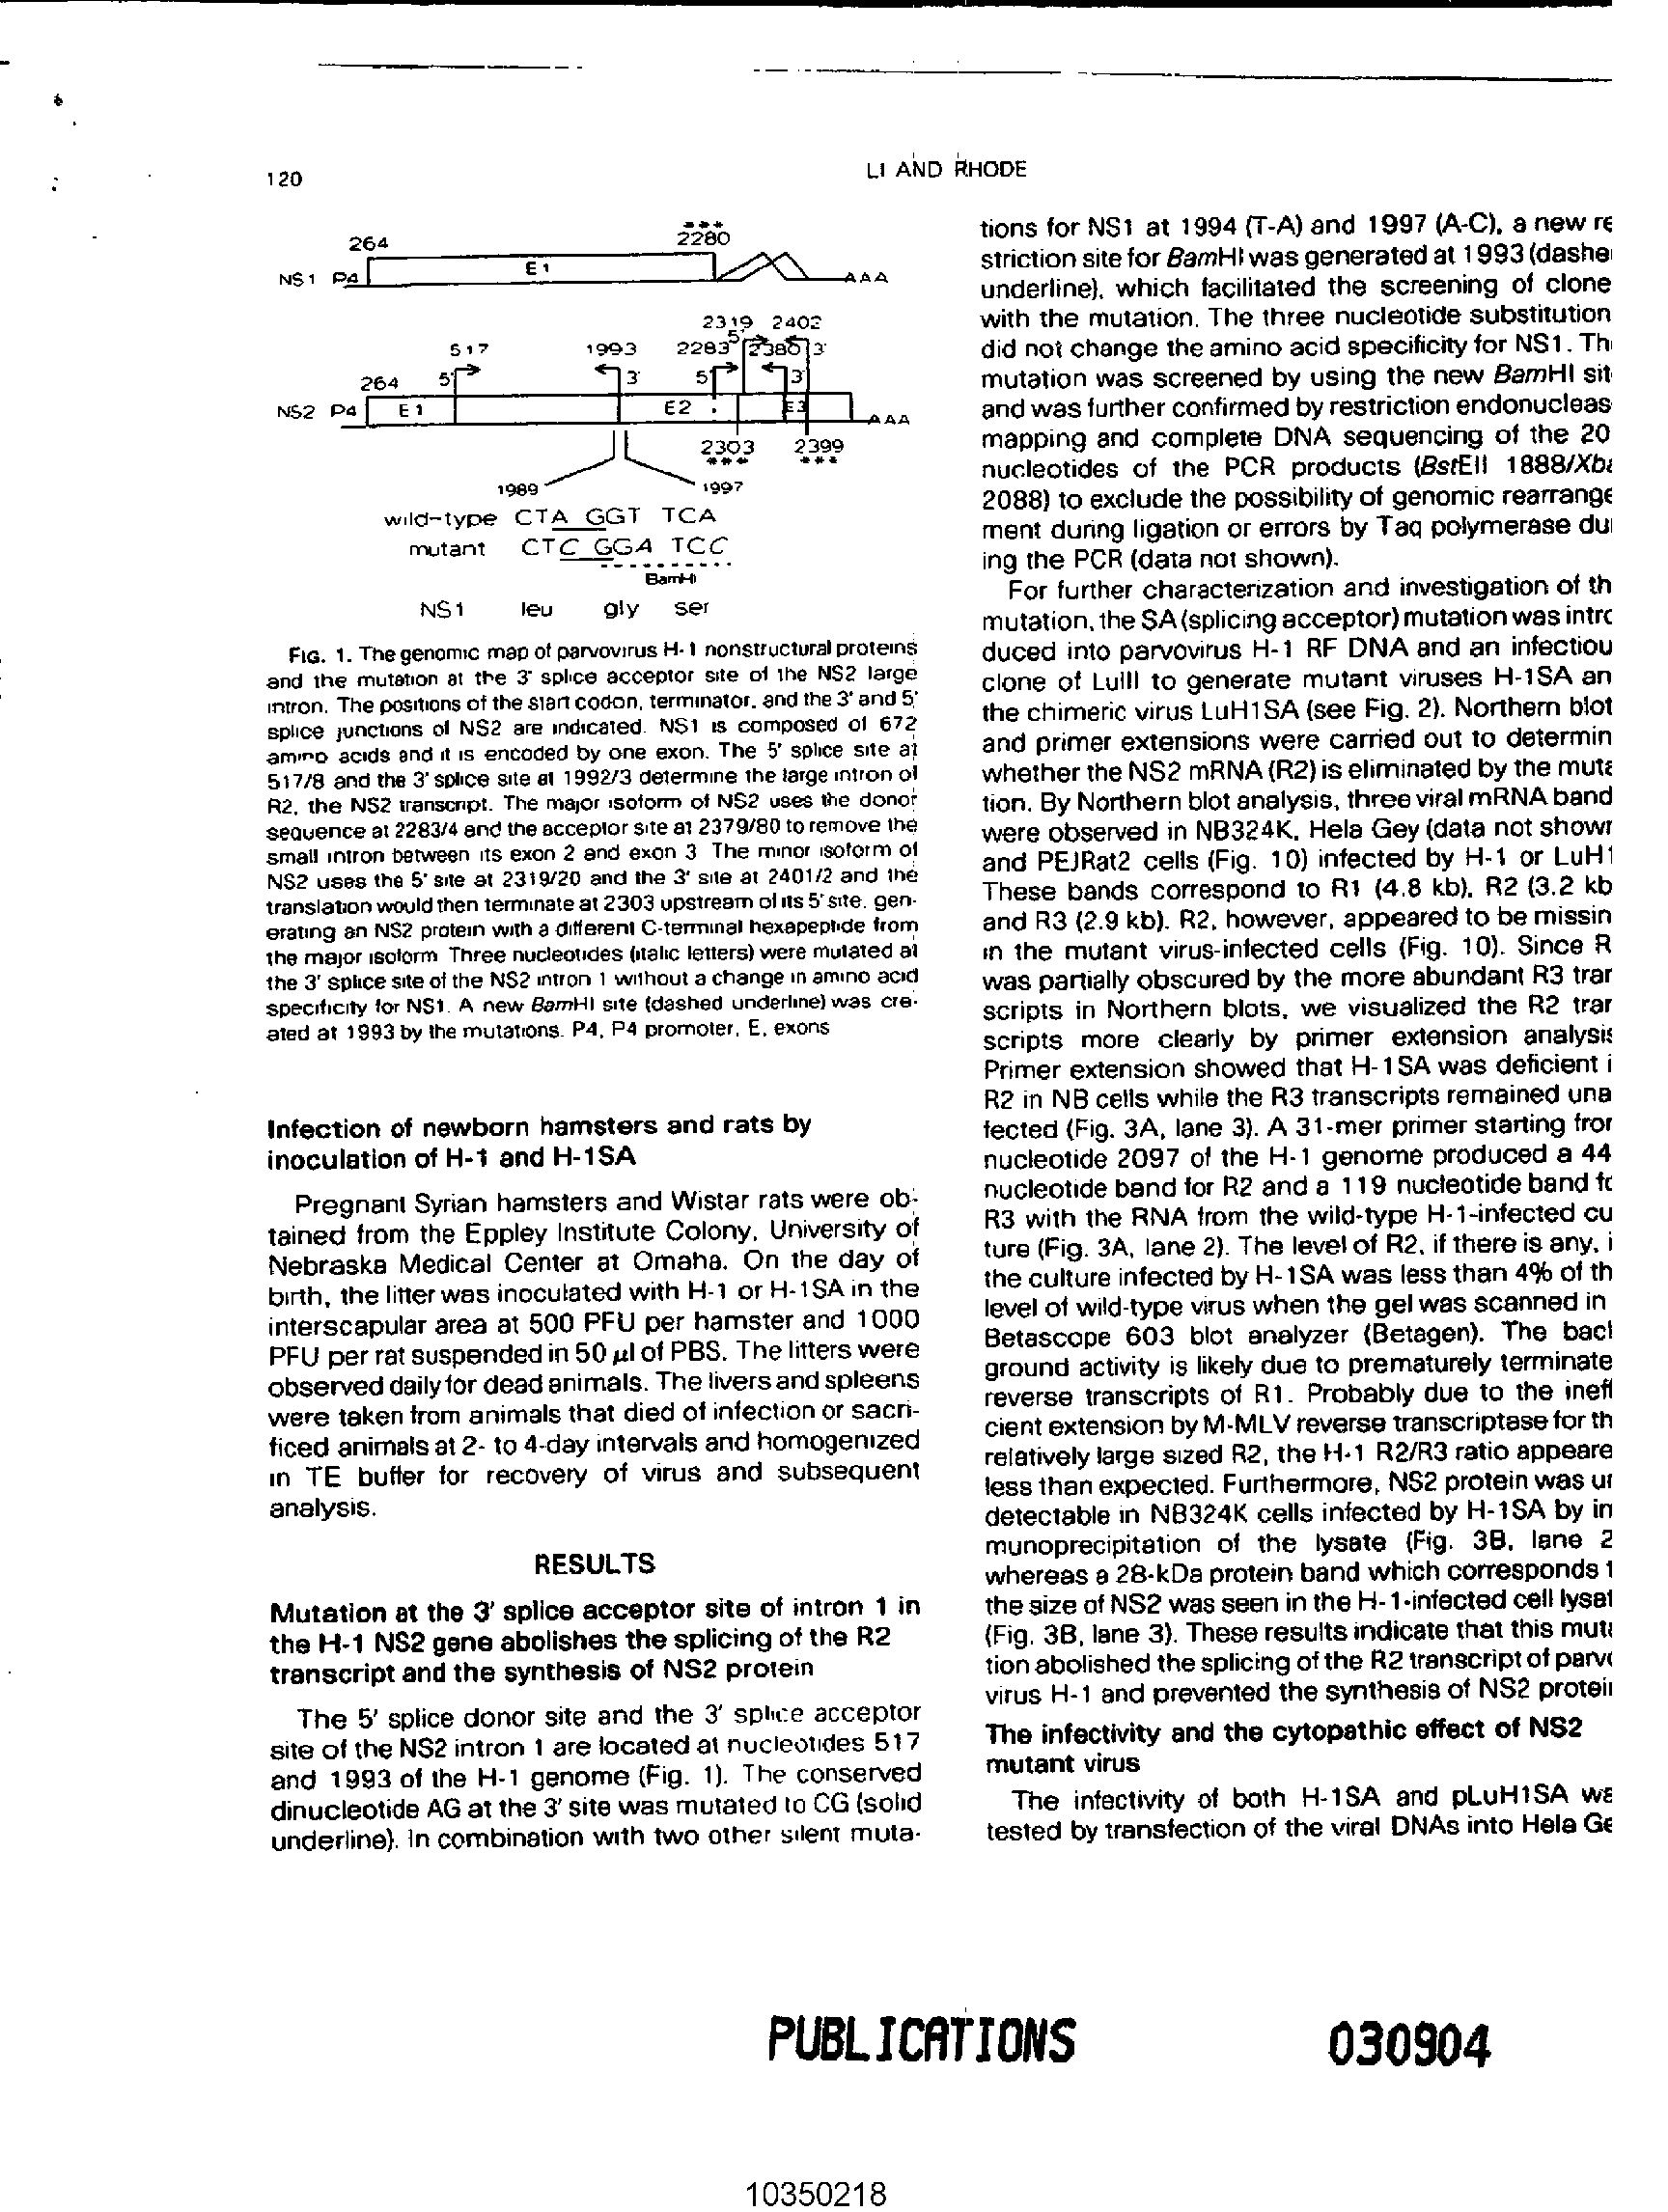 120
LI AND RHODE
***
2280
264
E1
NS1 P4
AAA
2319 2402
5'
517
1993
2283
2380
3'
264
5'
3'
5'
3'
NS2 P4
E1
E2
E3
AAA
2303
2399
***
***
1989
1997
wild-type CTA GGT TCA
mutant CTC GGA TCC
BamHI
NS1 leu gly ser
FIG. 1. The genomic map of parvovirus H-1 nonstructural proteins
and the mutation at the 3' splice acceptor site of the NS2 large
intron. The positions of the start codon, terminator, and the 3' and 5'
splice junctions of NS2 are indicated. NS1 is composed of 672
amino acids and it is encoded by one exon. The 5' splice site at
517/8 and the 3' splice site at 1992/3 determine the large intron of
R2, the NS2 transcript. The major isoform of NS2 uses the donor
sequence at 2283/4 and the acceptor site at 2379/80 to remove the
small intron between its exon 2 and exon 3 The minor isoform of
NS2 uses the 5' site at 2319/20 and the 3' site at 2401/2 and the
translation would then terminate at 2303 upstream of its 5' site, gen-
erating an NS2 protein with a different C-terminal hexapeptide from
the major isoform Three nucleotides (italic letters) were mutated at
the 3' splice site of the NS2 intron 1 without a change in amino acid
specificity for NS1. A new BamHI site (dashed underline) was cre-
ated at 1993 by the mutations. P4, P4 promoter, E, exons
Infection of newborn hamsters and rats by
inoculation of H-1 and H-1SA
Pregnant Syrian hamsters and Wistar rats were ob-
tained from the Eppley Institute Colony, University of
Nebraska Medical Center at Omaha. On the day of
birth, the litter was inoculated with H-1 or H-1SA in the
interscapular area at 500 PFU per hamster and 1000
PFU per rat suspended in 50 µl of PBS. The litters were
observed daily for dead animals. The livers and spleens
were taken from animals that died of infection or sacri-
ficed animals at 2- to 4-day intervals and homogenized
in TE buffer for recovery of virus and subsequent
analysis.
RESULTS
Mutation at the 3' splice acceptor site of intron 1 in
the H-1 NS2 gene abolishes the splicing of the R2
transcript and the synthesis of NS2 protein
The 5' splice donor site and the 3' splice acceptor
site of the NS2 intron 1 are located at nucleotides 517
and 1993 of the H-1 genome (Fig. 1). The conserved
dinucleotide AG at the 3' site was mutated to CG (solid
underline). In combination with two other silent muta-
tions for NS1 at 1994 (T-A) and 1997 (A-C), a new re
striction site for BamHI was generated at 1993 (dashe
underline), which facilitated the screening of clone
with the mutation. The three nucleotide substitution
did not change the amino acid specificity for NS1. Th
mutation was screened by using the new BamHI sit
and was further confirmed by restriction endonucleas
mapping and complete DNA sequencing of the 20
nucleotides of the PCR products (BstEII 1888/Xba
2088) to exclude the possibility of genomic rearrange
ment during ligation or errors by Taq polymerase du
ing the PCR (data not shown).
For further characterization and investigation of th
mutation, the SA (splicing acceptor) mutation was intro
duced into parvovirus H-1 RF DNA and an infectiou
clone of LuIII to generate mutant viruses H-1SA an
the chimeric virus LuH1SA (see Fig. 2). Northern blot
and primer extensions were carried out to determin
whether the NS2 mRNA (R2) is eliminated by the muta
tion. By Northern blot analysis, three viral mRNA band
were observed in NB324K, Hela Gey (data not shown
and PEJRat2 cells (Fig. 10) infected by H-1 or LuH1
These bands correspond to R1 (4.8 kb), R2 (3.2 kb
and R3 (2.9 kb). R2, however, appeared to be missin
in the mutant virus-infected cells (Fig. 10). Since R
was partially obscured by the more abundant R3 tran
scripts in Northern blots, we visualized the R2 tran
scripts more clearly by primer extension analysis
Primer extension showed that H-1SA was deficient i
R2 in NB cells while the R3 transcripts remained una
fected (Fig. 3A, lane 3). A 31-mer primer starting from
nucleotide 2097 of the H-1 genome produced a 44
nucleotide band for R2 and a 119 nucleotide band fo
R3 with the RNA from the wild-type H-1-infected cu
ture (Fig. 3A, lane 2). The level of R2, if there is any, i
the culture infected by H-1SA was less than 4% of th
level of wild-type virus when the gel was scanned in
Betascope 603 blot analyzer (Betagen). The back
ground activity is likely due to prematurely terminate
reverse transcripts of R1. Probably due to the ineffi
cient extension by M-MLV reverse transcriptase for th
relatively large sized R2, the H-1 R2/R3 ratio appeare
less than expected. Furthermore, NS2 protein was un
detectable in NB324K cells infected by H-1SA by im
munoprecipitation of the lysate (Fig. 3B, lane 2
whereas a 28-kDa protein band which corresponds t
the size of NS2 was seen in the H-1-infected cell lysat
(Fig. 3B, lane 3). These results indicate that this muta
tion abolished the splicing of the R2 transcript of parvo
virus H-1 and prevented the synthesis of NS2 protein
The infectivity and the cytopathic effect of NS2
mutant virus
The infectivity of both H-1SA and pLuH1SA wa
tested by transfection of the viral DNAs into Hela Ge
PUBLICATIONS
030904
10350218